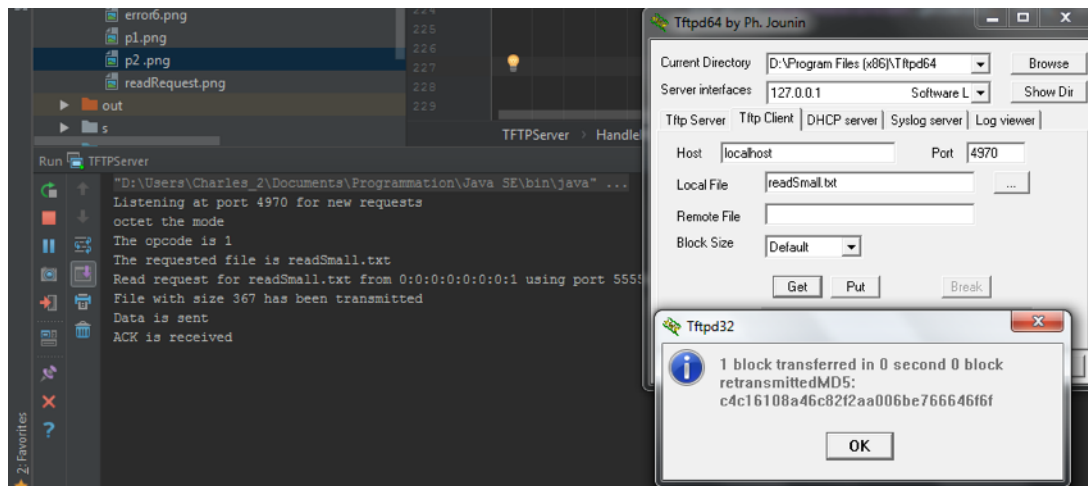 error6.png
p1.png
p2 .png
readRequest.png
out
s
224
225
226
227
228
229
TFTPServer > Handle
Run TFTPServer
"D:\Users\Charles_2\Documents\Programmation\Java SE\bin\java" ...
Listening at port 4970 for new requests
octet the mode
The opcode is 1
The requested file is readSmall.txt
Read request for readSmall.txt from 0:0:0:0:0:0:0:1 using port 5555
File with size 367 has been transmitted
Data is sent
ACK is received
2: Favorites
Tftpd64 by Ph. Jounin
Current Directory D:\Program Files (x86)\Tftpd64 Browse
Server interfaces 127.0.0.1 Software L Show Dir
Tftp Server Tftp Client DHCP server Syslog server Log viewer
Host localhost Port 4970
Local File readSmall.txt ...
Remote File
Block Size Default
Get Put Break
Tftpd32
1 block transferred in 0 second 0 block
retransmittedMD5:
c4c16108a46c82f2aa006be766646f6f
OK